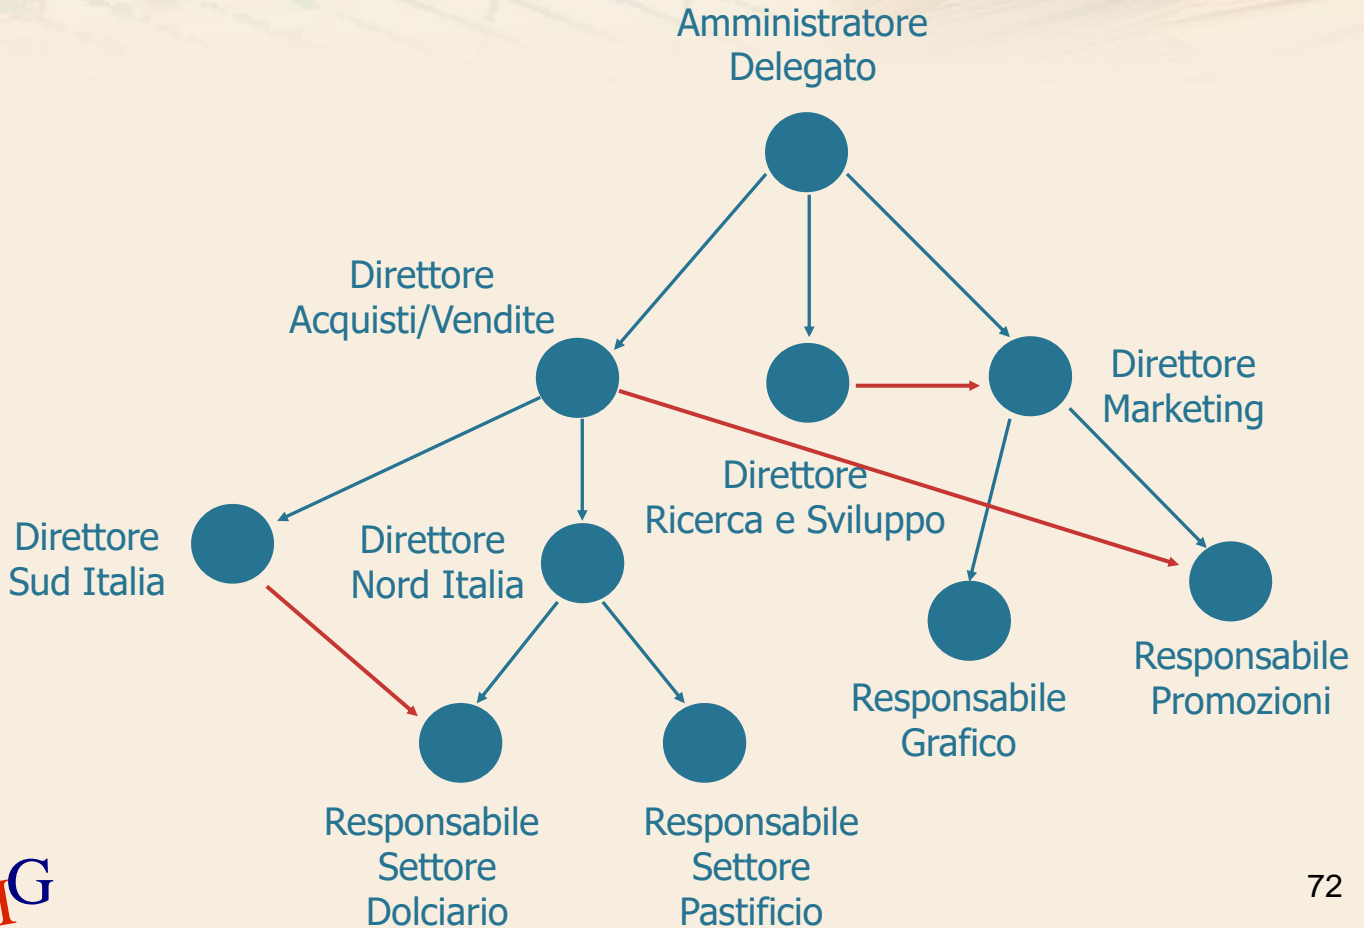 Amministratore
Delegato
Direttore
Acquisti/Vendite
Direttore
Marketing
Direttore
Ricerca e Sviluppo
Direttore
Sud Italia
Direttore
Nord Italia
Responsabile
Promozioni
Responsabile
Grafico
Responsabile
Settore
Dolciario
Responsabile
Settore
Pastificio
IG
72